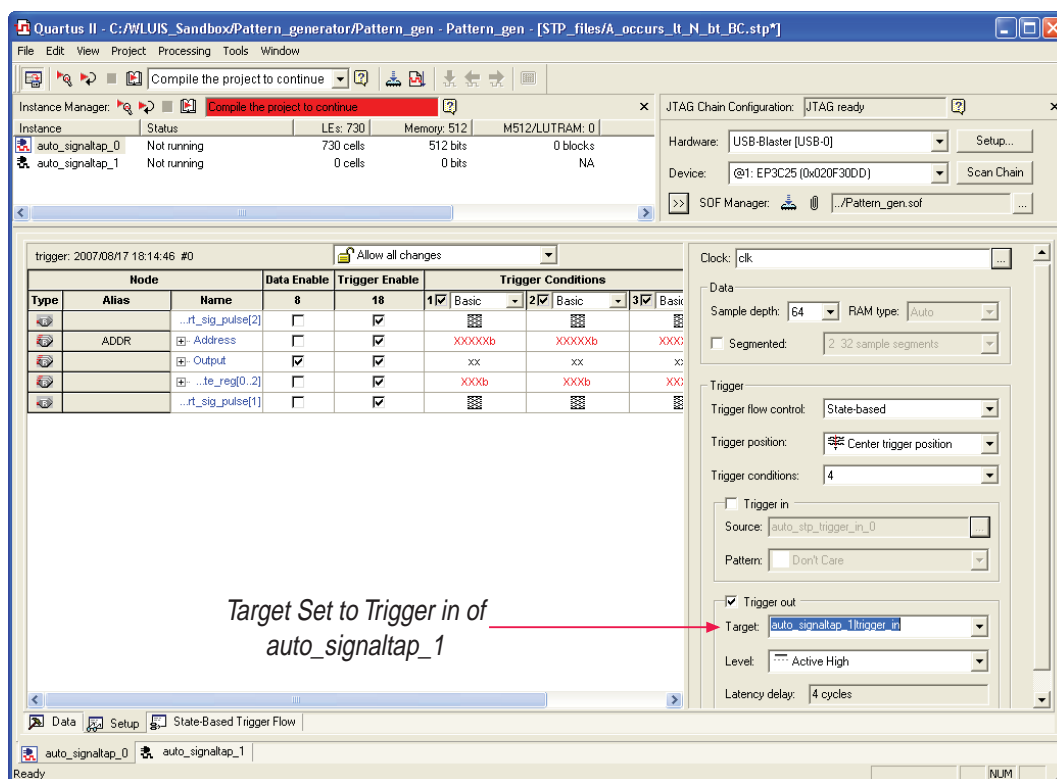 Quartus II - C:/WLUIS_Sandbox/Pattern_generator/Pattern_gen - Pattern_gen - [STP_files/A_occurs_lt_N_bt_BC.stp*]
File Edit View Project Processing Tools Window
Compile the project to continue
Instance Manager: Compile the project to continue
JTAG Chain Configuration: JTAG ready
Instance Status LEs: 730 Memory: 512 M512/LUTRAM: 0
auto_signaltap_0 Not running 730 cells 512 bits 0 blocks
auto_signaltap_1 Not running 0 cells 0 bits NA
Hardware: USB-Blaster [USB-0] Setup...
Device: @1: EP3C25 (0x020F30DD) Scan Chain
>> SOF Manager: ../Pattern_gen.sof ...
trigger: 2007/08/17 18:14:46 #0 Allow all changes
Node Data Enable Trigger Enable Trigger Conditions
Type Alias Name 8 18 1 Basic 2 Basic 3 Basic
...rt_sig_pulse[2]
ADDR Address XXXXXb XXXXXb XXX
Output xx xx x
...te_reg[0..2] XXXb XXXb XX
...rt_sig_pulse[1]
Clock: clk ...
Data
Sample depth: 64 RAM type: Auto
Segmented: 2 32 sample segments
Trigger
Trigger flow control: State-based
Trigger position: Center trigger position
Trigger conditions: 4
Trigger in
Source: auto_stp_trigger_in_0 ...
Pattern: Don't Care
Trigger out
Target: auto_signaltap_1|trigger_in
Level: Active High
Latency delay: 4 cycles
Target Set to Trigger in of
auto_signaltap_1
Data Setup State-Based Trigger Flow
auto_signaltap_0 auto_signaltap_1
Ready NUM